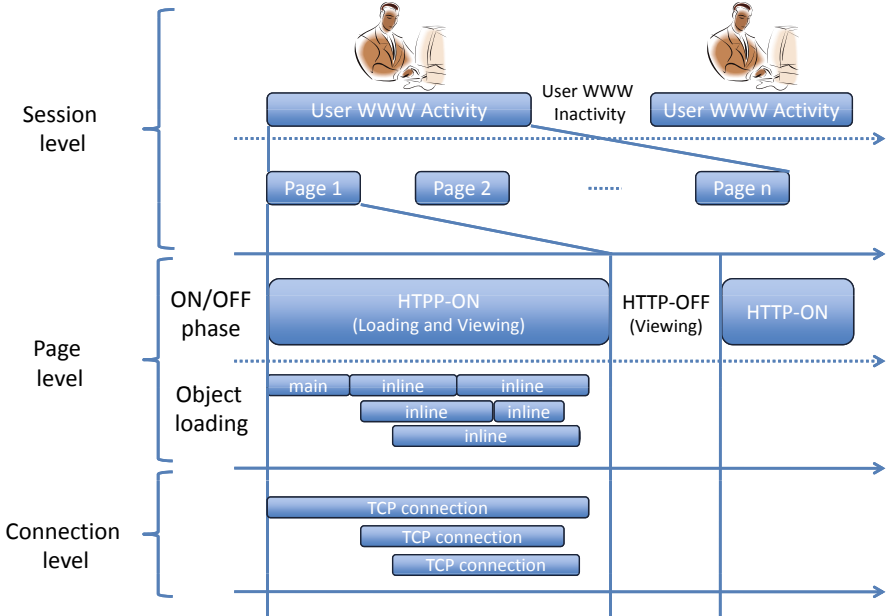 User WWW Activity
User WWW
Inactivity
User WWW Activity
Session
level
Page 1
Page 2
Page n
ON/OFF
phase
HTPP-ON
(Loading and Viewing)
HTTP-OFF
(Viewing)
HTTP-ON
Page
level
Object
loading
main
inline
inline
inline
inline
inline
Connection
level
TCP connection
TCP connection
TCP connection